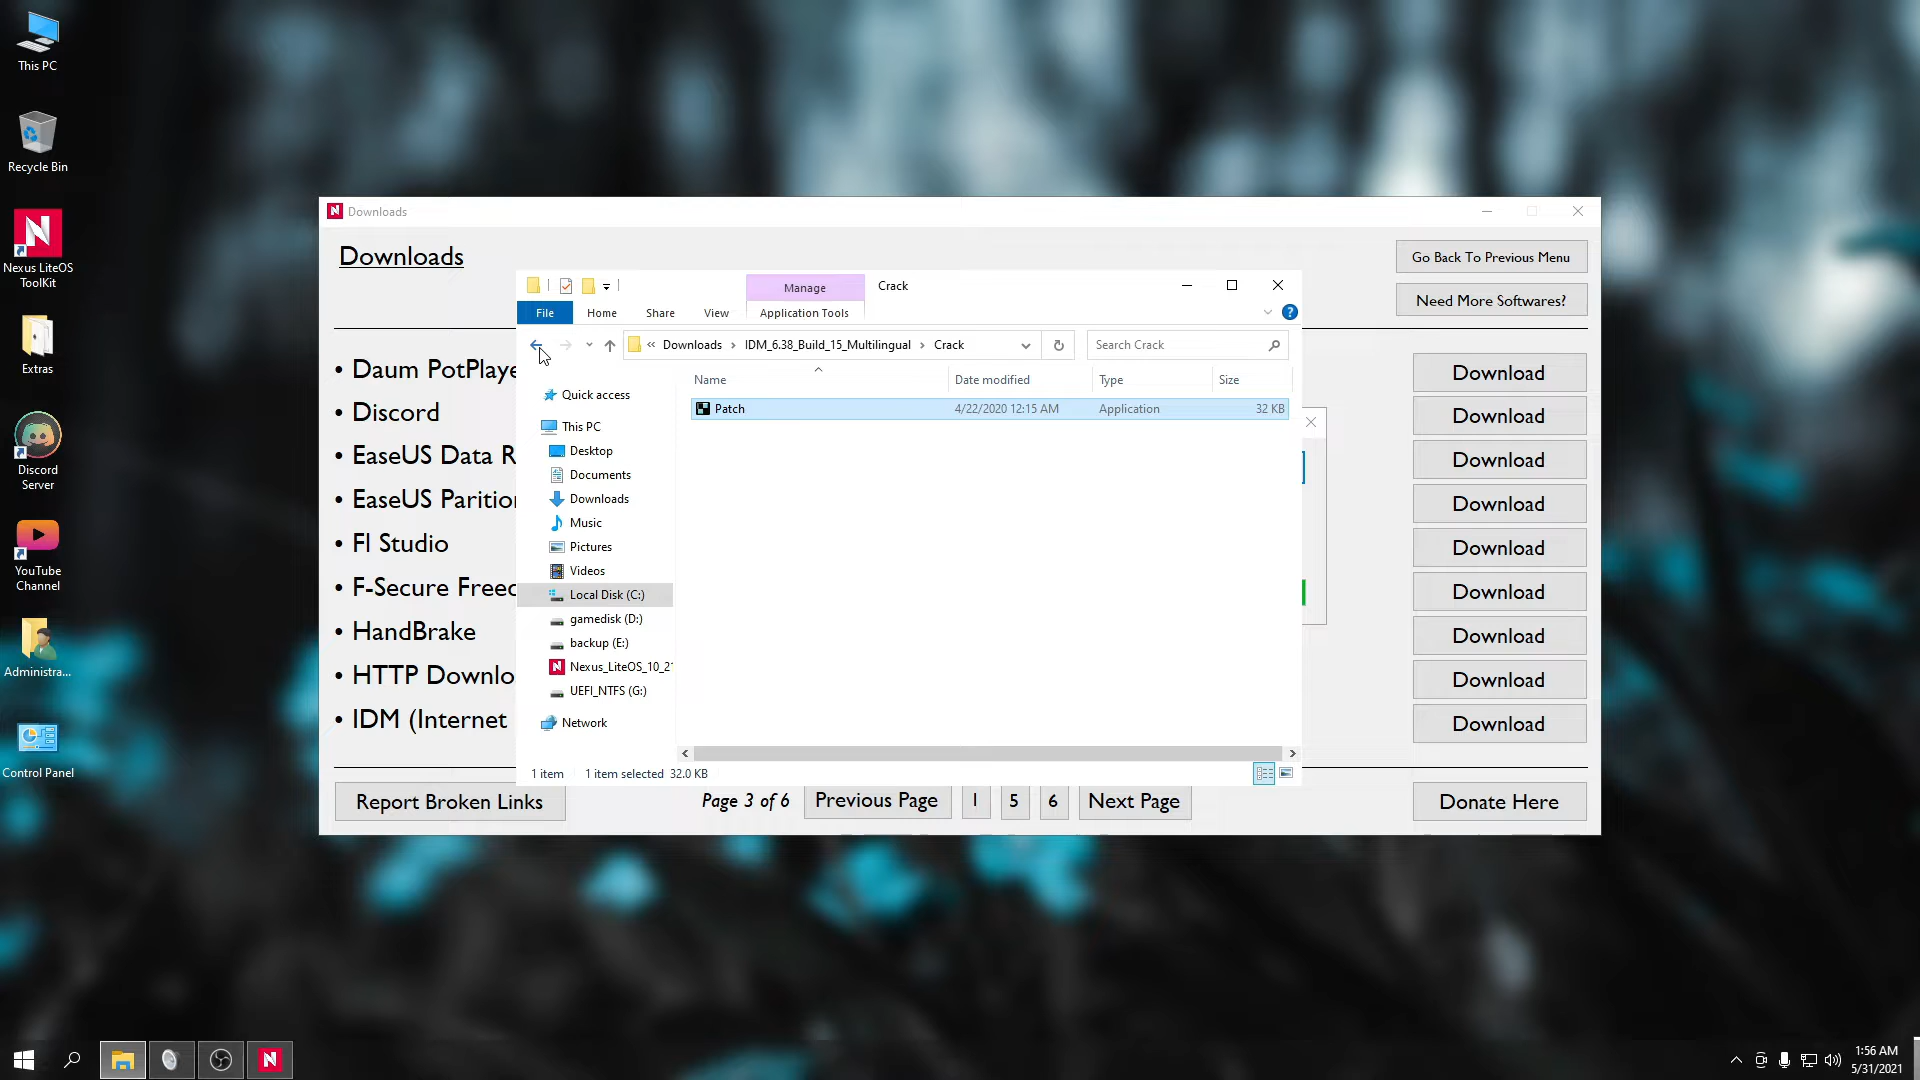 This PC
Recycle Bin
Nexus LiteOS
ToolKit
Extras
Discord
Server
YouTube
Channel
Administra...
Control Panel
Downloads
Downloads
Go Back To Previous Menu
Need More Softwares?
• Daum PotPlaye
• Discord
• EaseUS Data R
• EaseUS Partition
• Fl Studio
• F-Secure Freed
• HandBrake
• HTTP Downlo
• IDM (Internet
Download
Download
Download
Download
Download
Download
Download
Download
Download
Manage
Crack
File
Home
Share
View
Application Tools
« Downloads › IDM_6.38_Build_15_Multilingual › Crack
Search Crack
Name
Date modified
Type
Size
Patch
4/22/2020 12:15 AM
Application
32 KB
Quick access
This PC
Desktop
Documents
Downloads
Music
Pictures
Videos
Local Disk (C:)
gamedisk (D:)
backup (E:)
Nexus_LiteOS_10_21
UEFI_NTFS (G:)
Network
1 item
1 item selected 32.0 KB
Report Broken Links
Page 3 of 6
Previous Page
1
5
6
Next Page
Donate Here
1:56 AM
5/31/2021